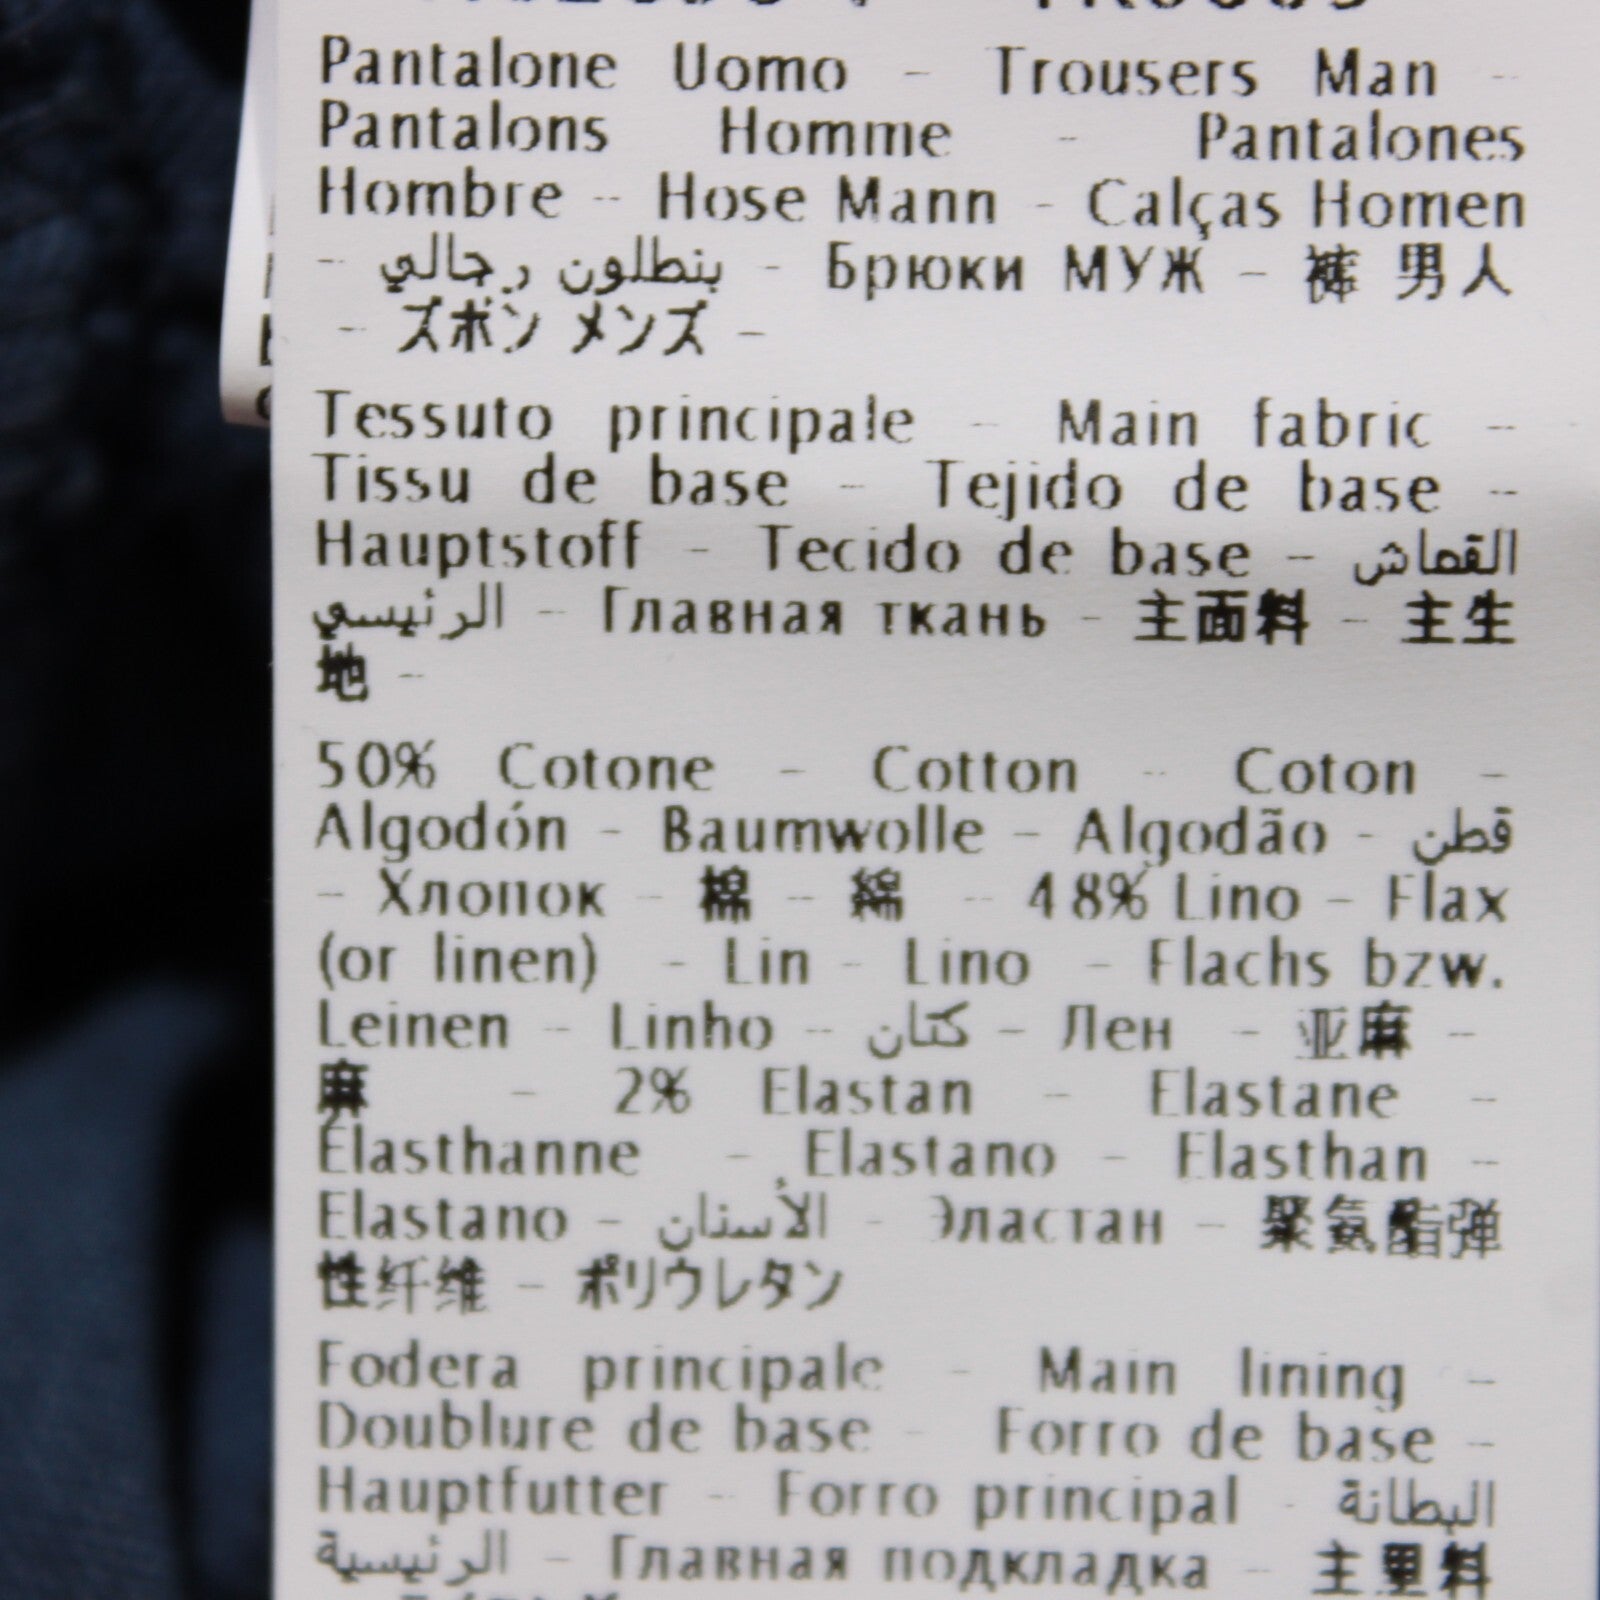 Pantalone Uomo - Trousers Man -
Pantalons Homme - Pantalones
Hombre - Hose Mann - Calças Homen
- بنطلون رجالي - Брюки МУЖ - 裤 男人
- ズボン メンズ -
Tessuto principale - Main fabric -
Tissu de base - Tejido de base -
Hauptstoff - Tecido de base - القماش
الرئيسي - Главная ткань - 主面料 - 主生
地 -
50% Cotone - Cotton - Coton -
Algodón - Baumwolle - Algodão - قطن
- Хлопок - 棉 - 綿 - 48% Lino - Flax
(or linen) - Lin - Lino - Flachs bzw.
Leinen - Linho - كتان - Лен - 亚麻 -
麻 - 2% Elastan - Elastane -
Élasthanne - Elastano - Elasthan -
Elastano - الأسنان - Эластан - 聚氨酯弹
性纤维 - ポリウレタン
Fodera principale - Main lining -
Doublure de base - Forro de base -
Hauptfutter - Forro principal - البطانة
الرئيسية - Главная подкладка - 主里料